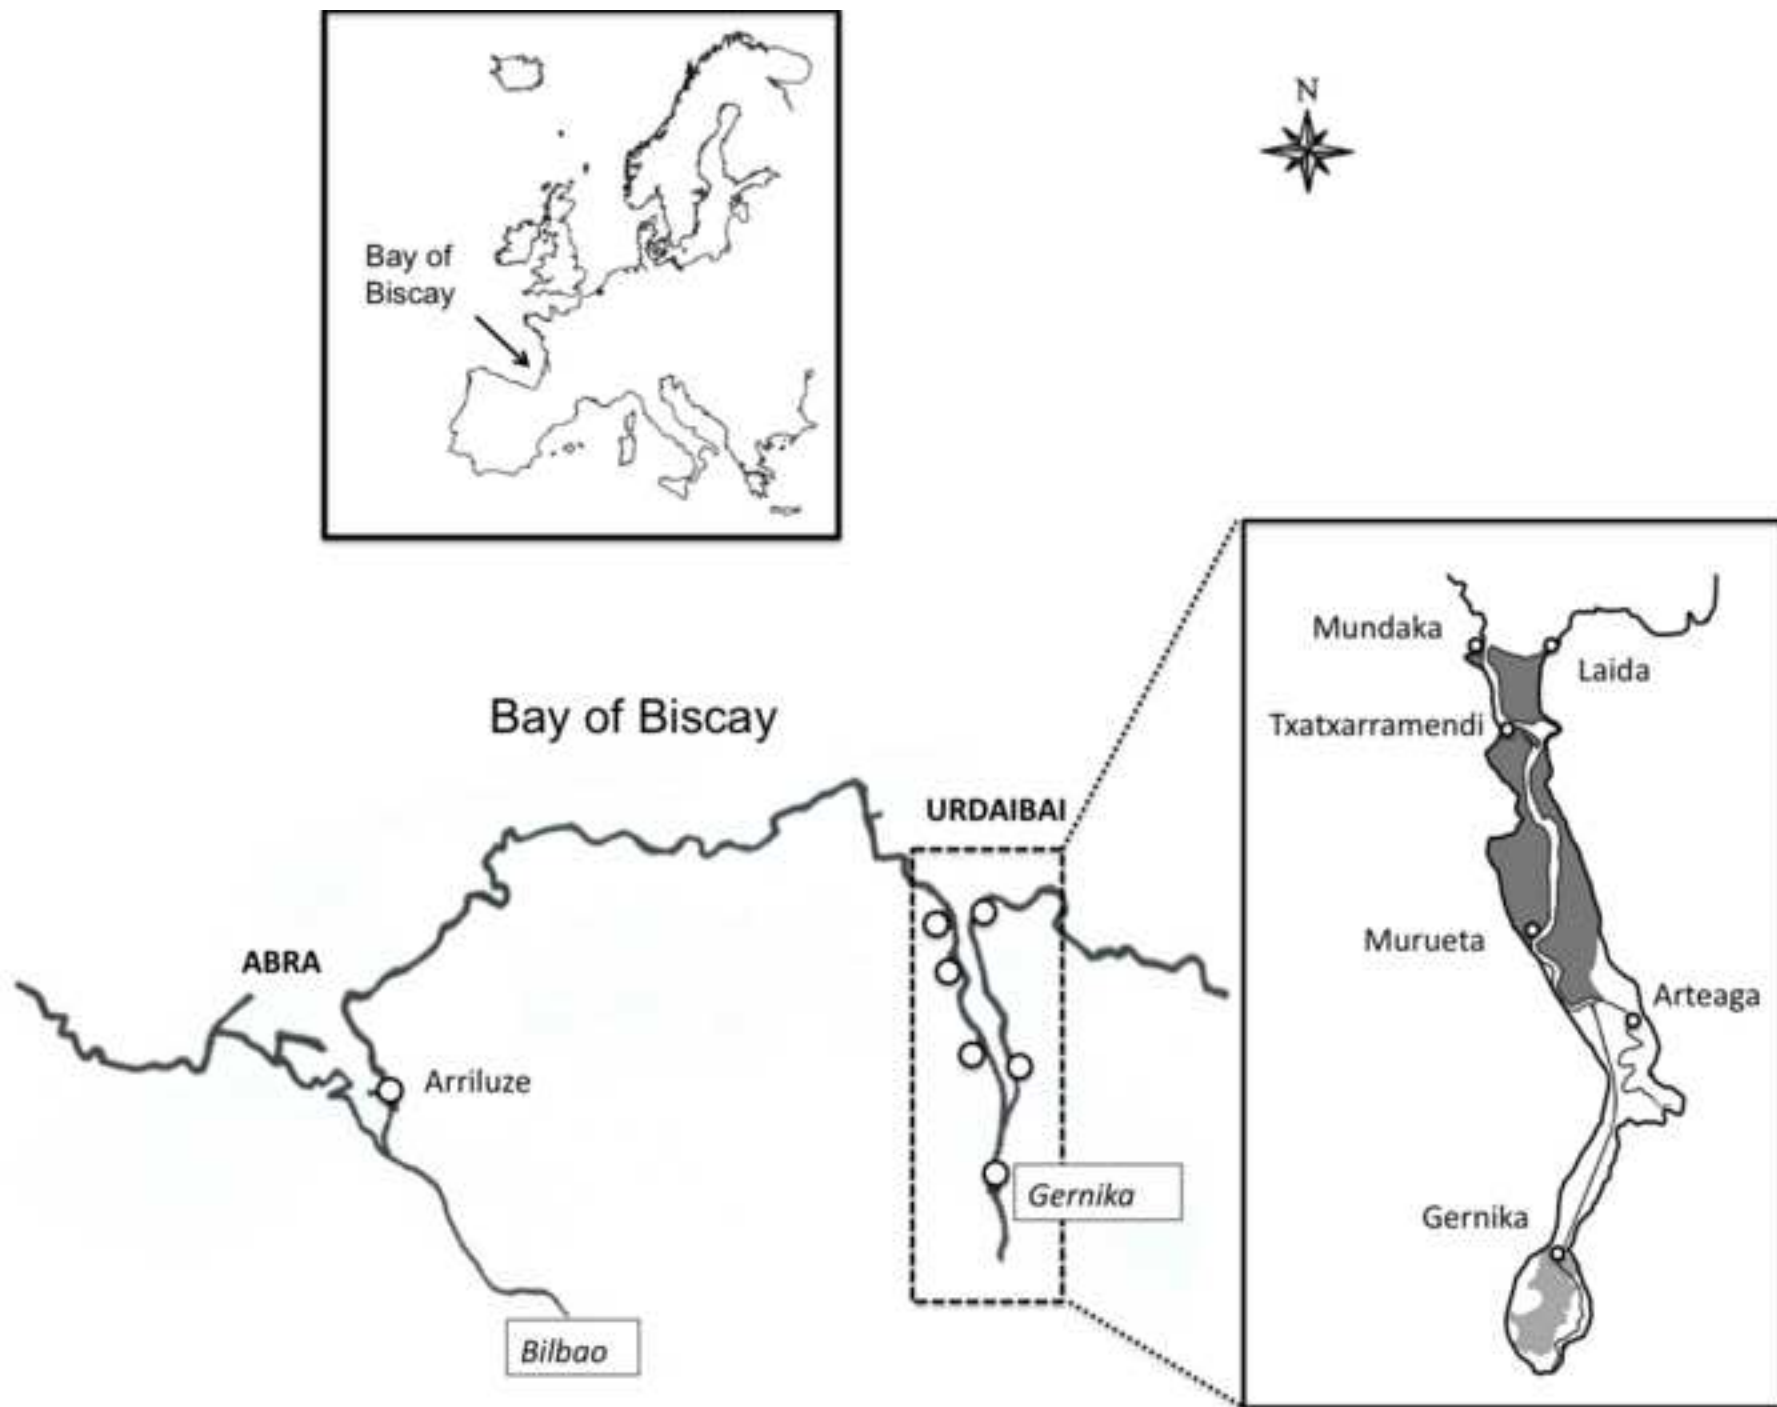 N
Bay of
Biscay
Mundaka
Laida
Txatxarramendi
Bay of Biscay
URDAIBAI
Murueta
ABRA
Arteaga
Arriluze
Gernika
Gernika
Bilbao